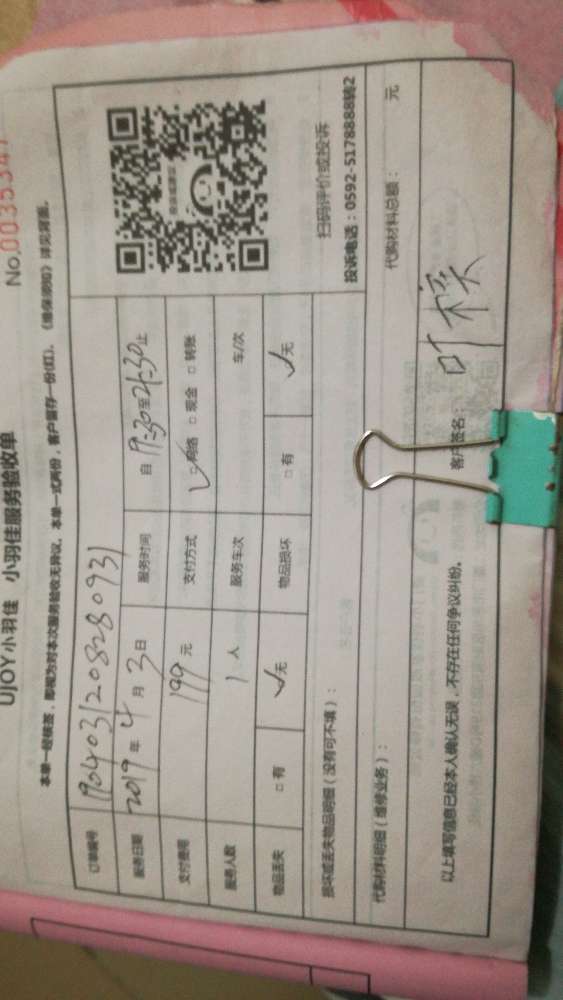 UJOY小羽佳 小羽佳服务验收单
No.0035347
本单一经核签，即视为对本次服务验收无异议，本单一式两份，客户留存一份(红)。《维保须知》详见背面。
订单编号 190403120828093)
服务日期 2019年4月3日 服务时间 自19:30至21:30止
支付费用 199元 支付方式 ☑网络 □现金 □转账
服务人数 1人 服务车次 车/次
物品丢失 □有 ☑无 物品损坏 □有 ☑无
扫码评价或投诉
投诉电话：0592-5178888转2
损坏或丢失物品明细（没有可不填）：
代购材料明细（维修业务）： 代购材料总额： 元
以上填写信息已经本人确认无误，不存在任何争议纠纷。 客户签名：